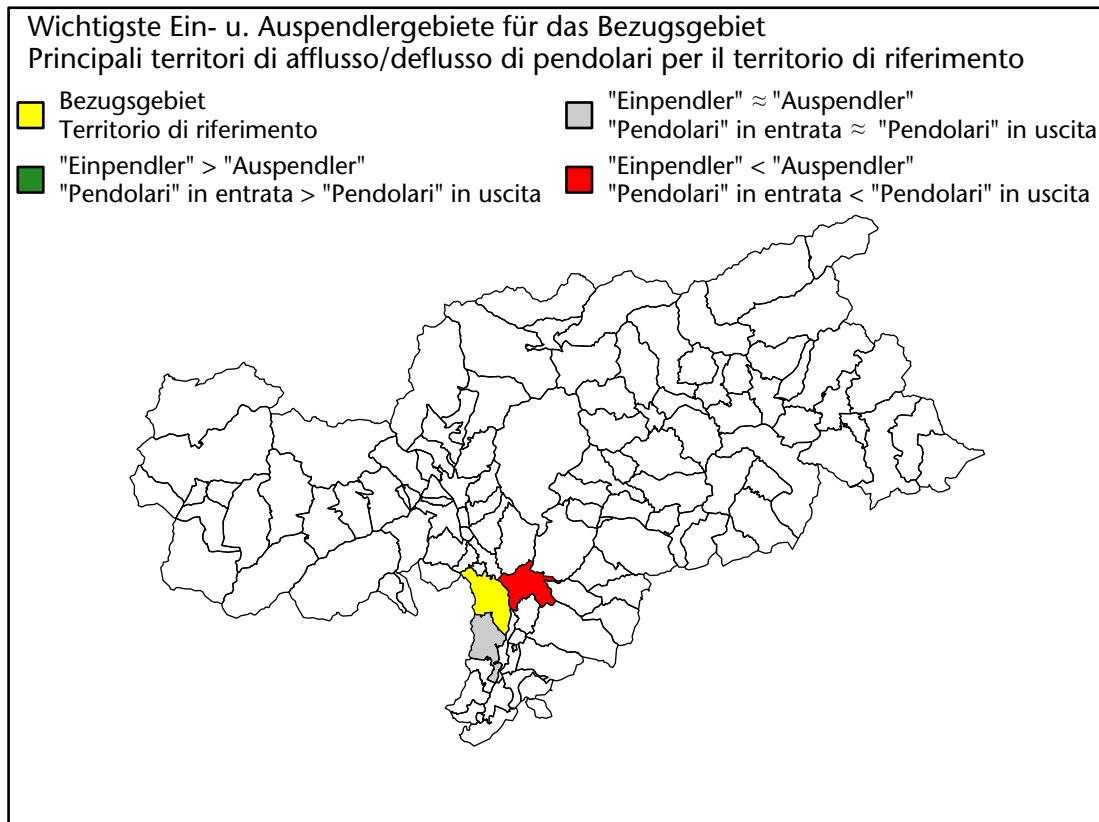 Wichtigste Ein- u. Auspendlergebiete für das Bezugsgebiet
Principali territori di afflusso/deflusso di pendolari per il territorio di riferimento
Bezugsgebiet
Territorio di riferimento
"Einpendler" ≈ "Auspendler"
"Pendolari" in entrata ≈ "Pendolari" in uscita
"Einpendler" > "Auspendler"
"Pendolari" in entrata > "Pendolari" in uscita
"Einpendler" < "Auspendler"
"Pendolari" in entrata < "Pendolari" in uscita